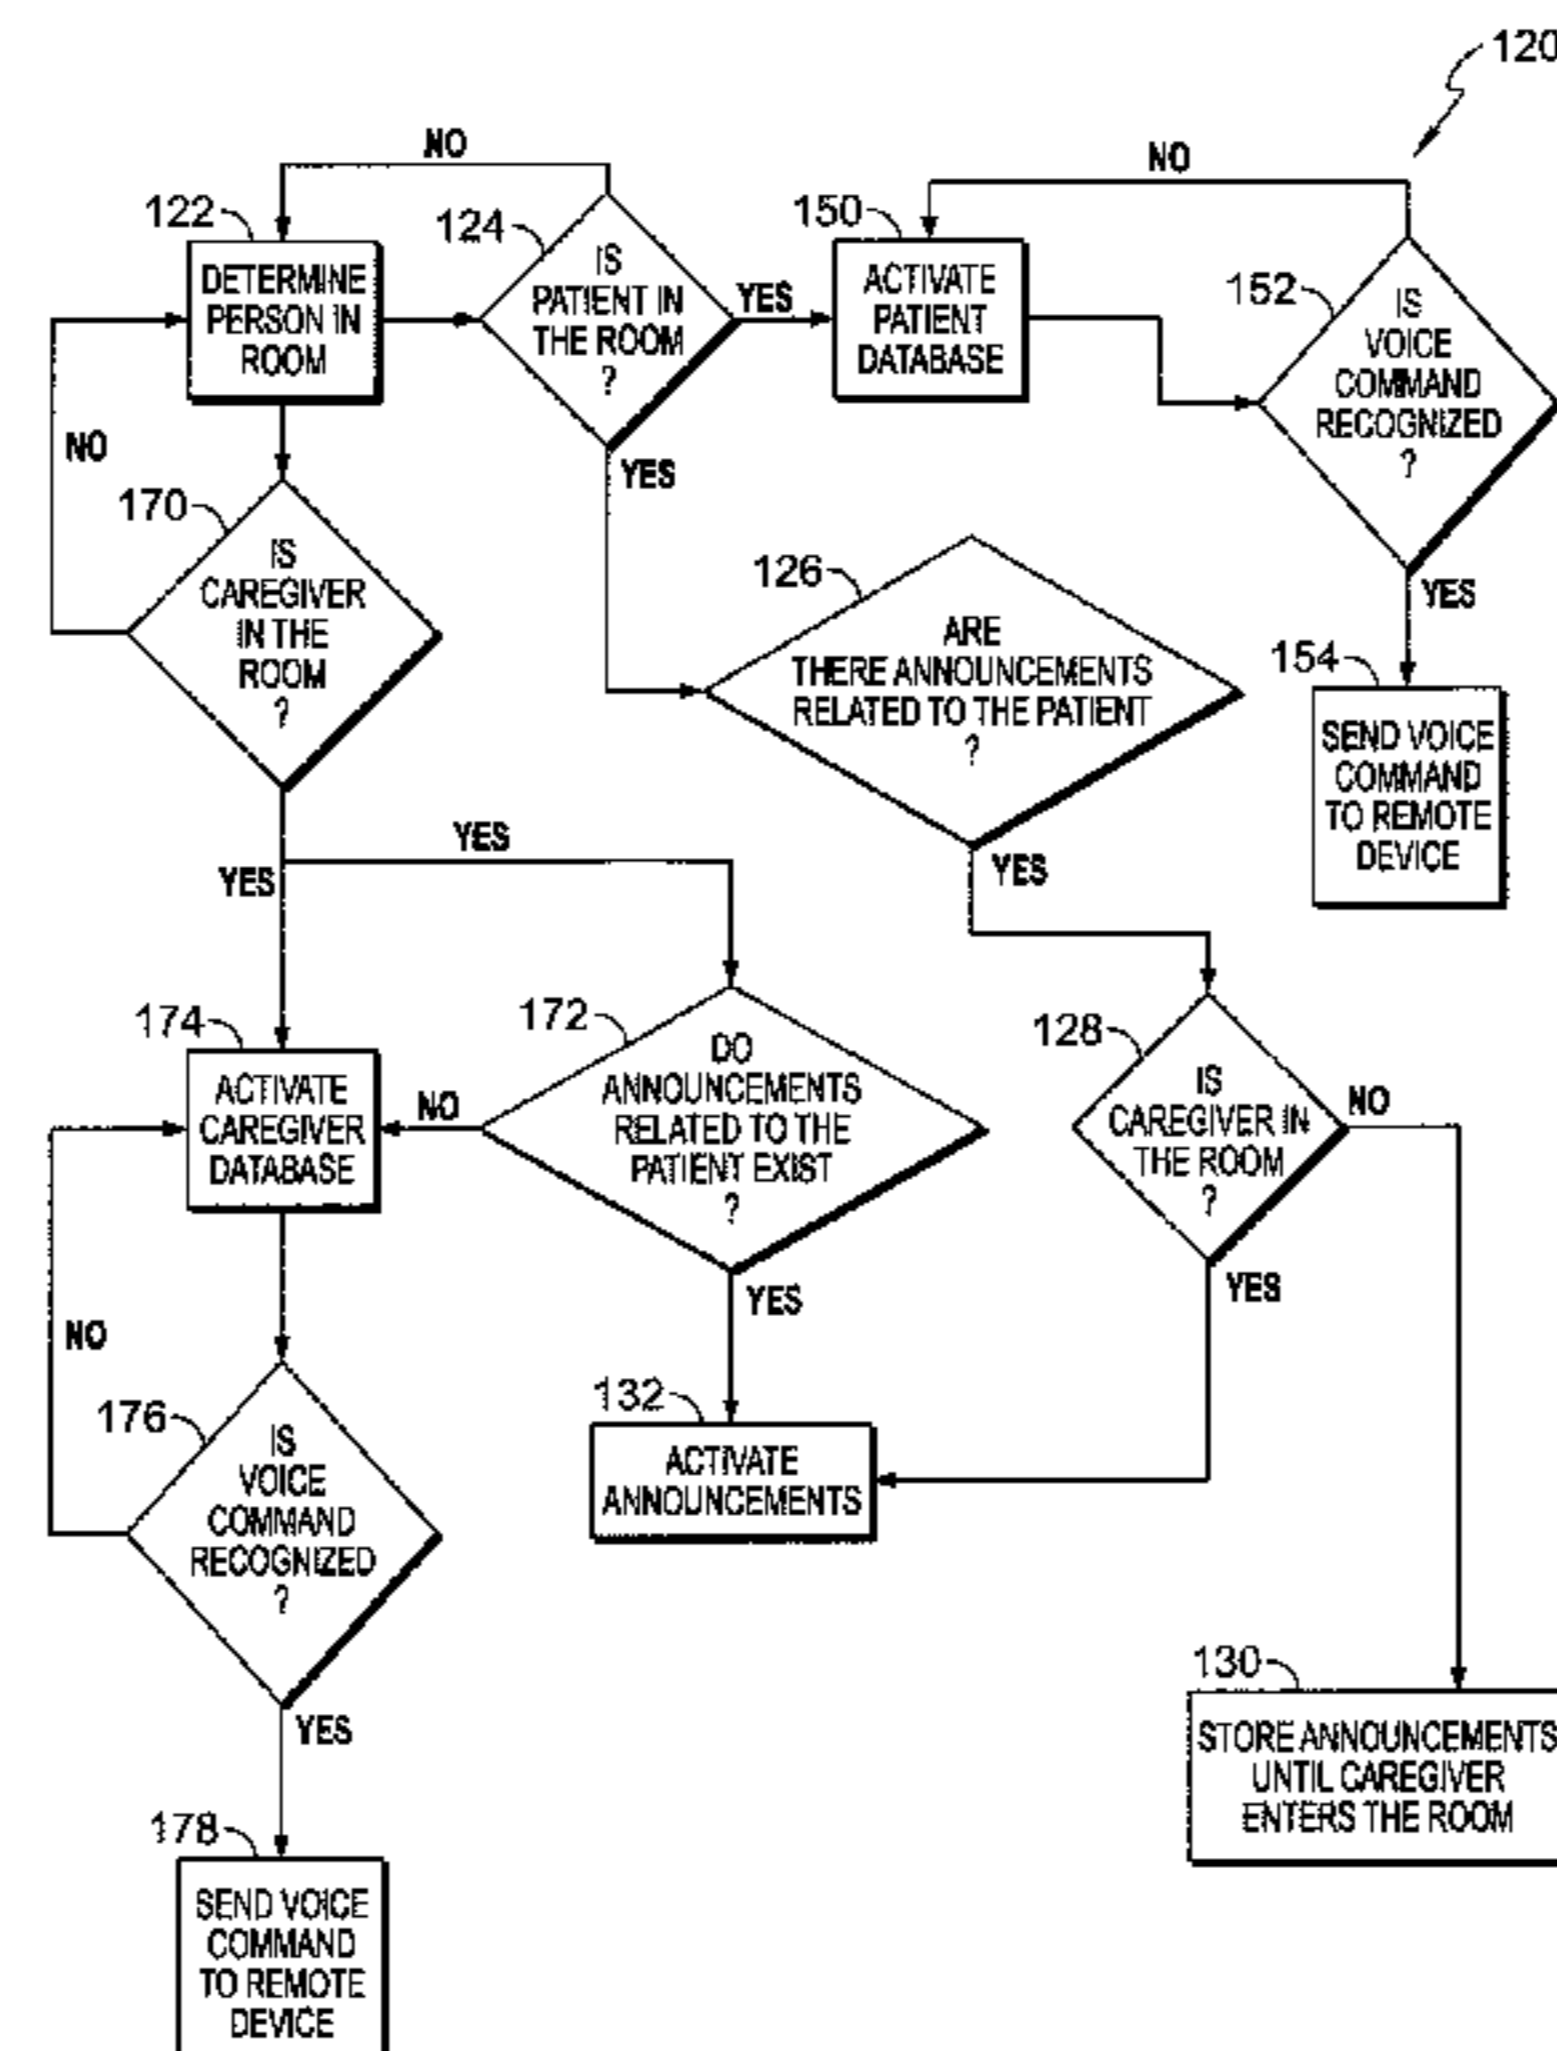 120
NO
NO
122
124
150
152
DETERMINE
PERSON IN
ROOM
IS
PATIENT IN
THE ROOM
?
YES
YES
ACTIVATE
PATIENT
DATABASE
IS
VOICE
COMMAND
RECOGNIZED
?
YES
NO
170
IS
CAREGIVER
IN THE
ROOM
?
126
ARE
THERE ANNOUNCEMENTS
RELATED TO THE PATIENT
?
YES
154
SEND VOICE
COMMAND
TO REMOTE
DEVICE
YES
YES
174
ACTIVATE
CAREGIVER
DATABASE
NO
172
DO
ANNOUNCEMENTS
RELATED TO THE
PATIENT EXIST
?
YES
128
IS
CAREGIVER IN
THE ROOM
?
NO
YES
NO
176
IS
VOICE
COMMAND
RECOGNIZED
?
YES
132
ACTIVATE
ANNOUNCEMENTS
130
STORE ANNOUNCEMENTS
UNTIL CAREGIVER
ENTERS THE ROOM
178
SEND VOICE
COMMAND
TO REMOTE
DEVICE